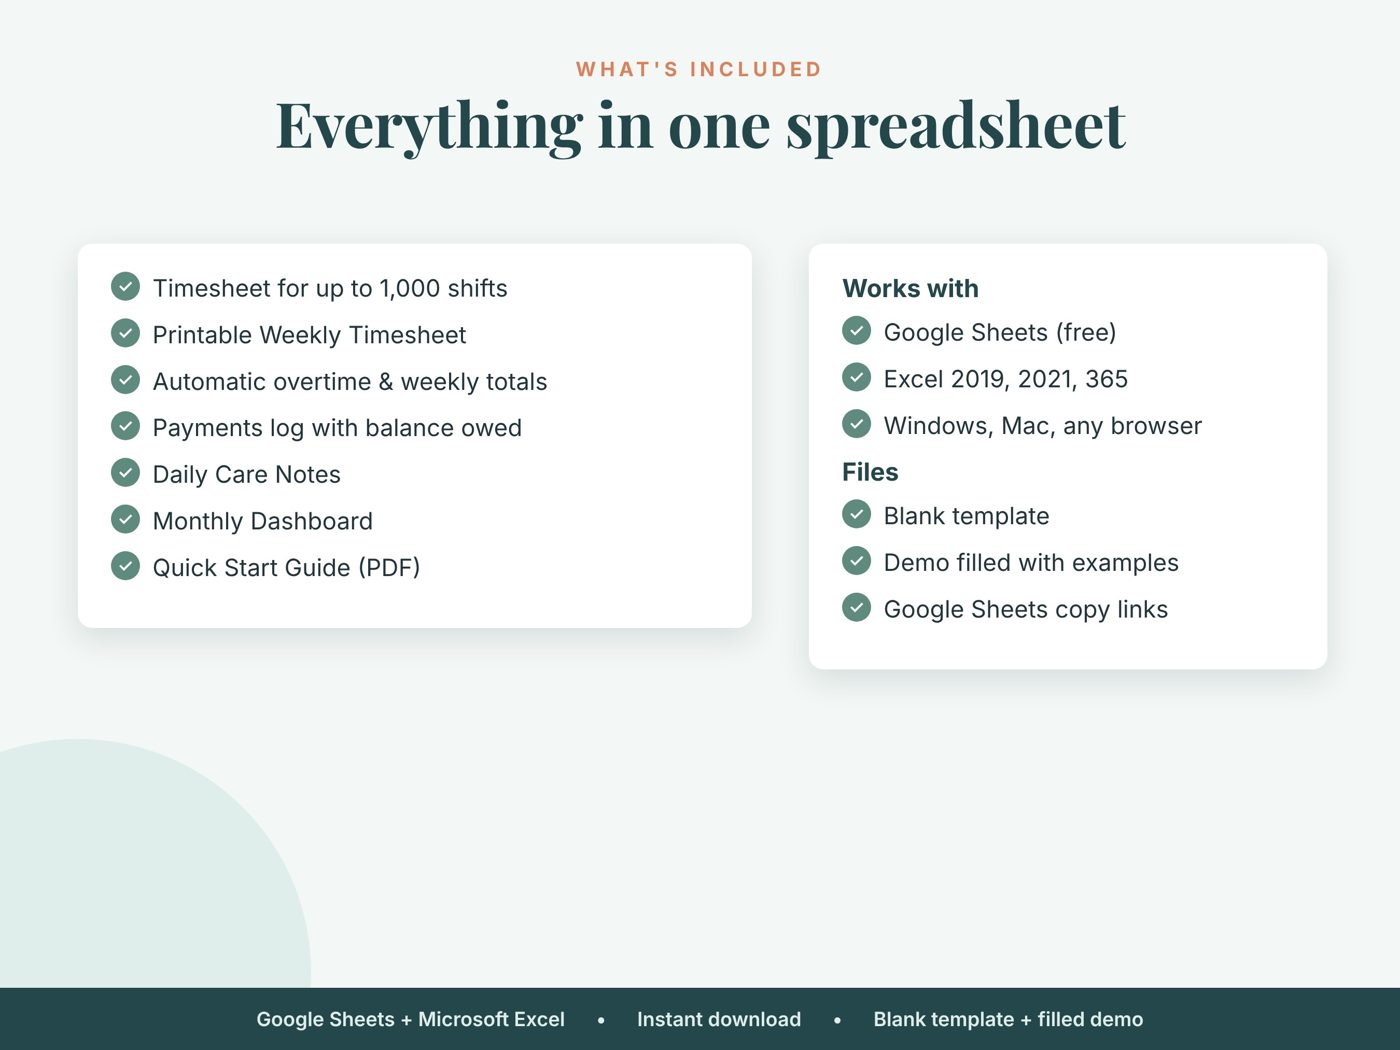 WHAT'S INCLUDED
Everything in one spreadsheet
Timesheet for up to 1,000 shifts
Printable Weekly Timesheet
Automatic overtime & weekly totals
Payments log with balance owed
Daily Care Notes
Monthly Dashboard
Quick Start Guide (PDF)
Works with
Google Sheets (free)
Excel 2019, 2021, 365
Windows, Mac, any browser
Files
Blank template
Demo filled with examples
Google Sheets copy links
Google Sheets + Microsoft Excel • Instant download • Blank template + filled demo